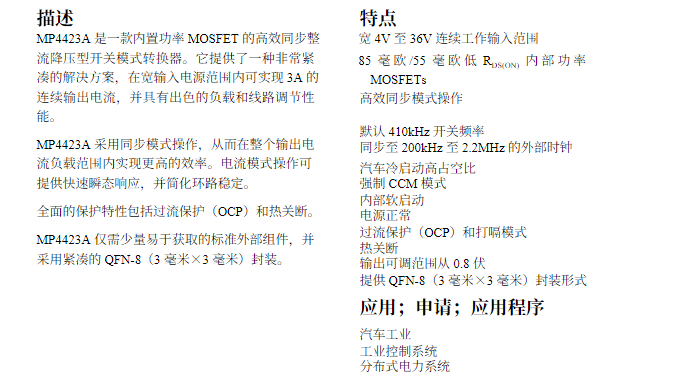 描述
MP4423A 是一款内置功率 MOSFET 的高效同步整
流降压型开关模式转换器。它提供了一种非常紧
凑的解决方案，在宽输入电源范围内可实现 3A 的
连续输出电流，并具有出色的负载和线路调节性
能。
MP4423A 采用同步模式操作，从而在整个输出电
流负载范围内实现更高的效率。电流模式操作可
提供快速瞬态响应，并简化环路稳定。
全面的保护特性包括过流保护（OCP）和热关断。
MP4423A 仅需少量易于获取的标准外部组件，并
采用紧凑的 QFN-8（3 毫米×3 毫米）封装。
特点
宽 4V 至 36V 连续工作输入范围
85 毫欧/55 毫欧低 RDS(ON) 内部功率
MOSFETs
高效同步模式操作
默认 410kHz 开关频率
同步至 200kHz 至 2.2MHz 的外部时钟
汽车冷启动高占空比
强制 CCM 模式
内部软启动
电源正常
过流保护（OCP）和打嗝模式
热关断
输出可调范围从 0.8 伏
提供 QFN-8（3 毫米×3 毫米）封装形式
应用；申请；应用程序
汽车工业
工业控制系统
分布式电力系统